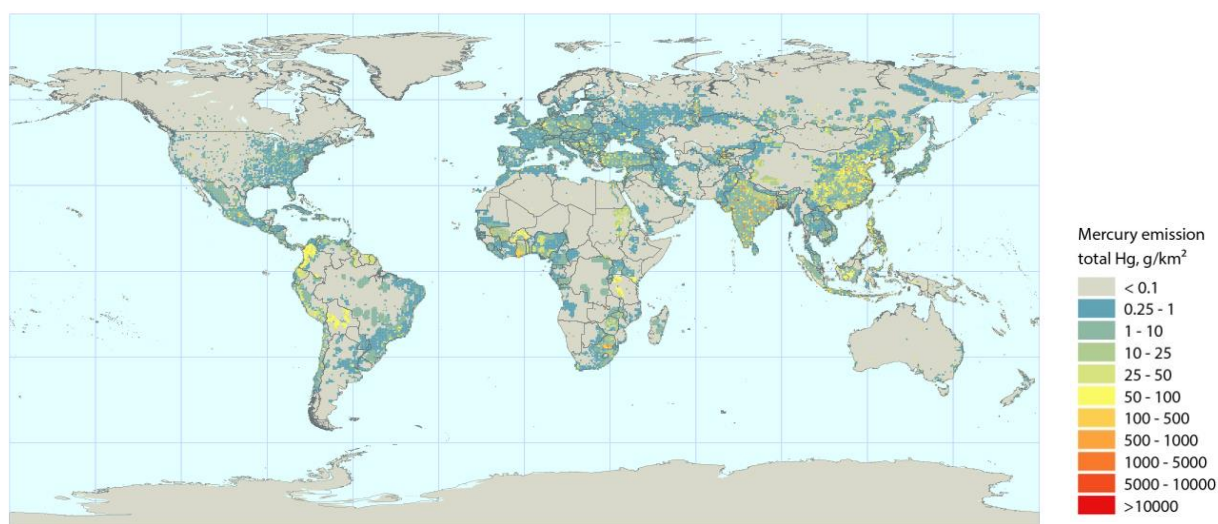 Mercury emission
total Hg, g/km²
< 0.1
0.25 - 1
1 - 10
10 - 25
25 - 50
50 - 100
100 - 500
500 - 1000
1000 - 5000
5000 - 10000
>10000